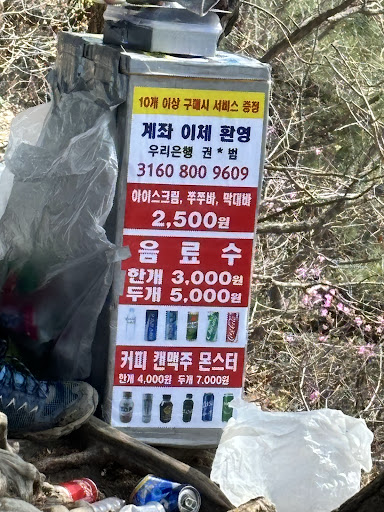 10개 이상 구매시 서비스 증정
계좌 이체 환영
우리은행 권*범
3160 800 9609
아이스크림, 쭈쭈바, 막대바
2,500원
음료수
한개 3,000원
두개 5,000원
커피 캔맥주 몬스터
한개 4,000원 두개 7,000원